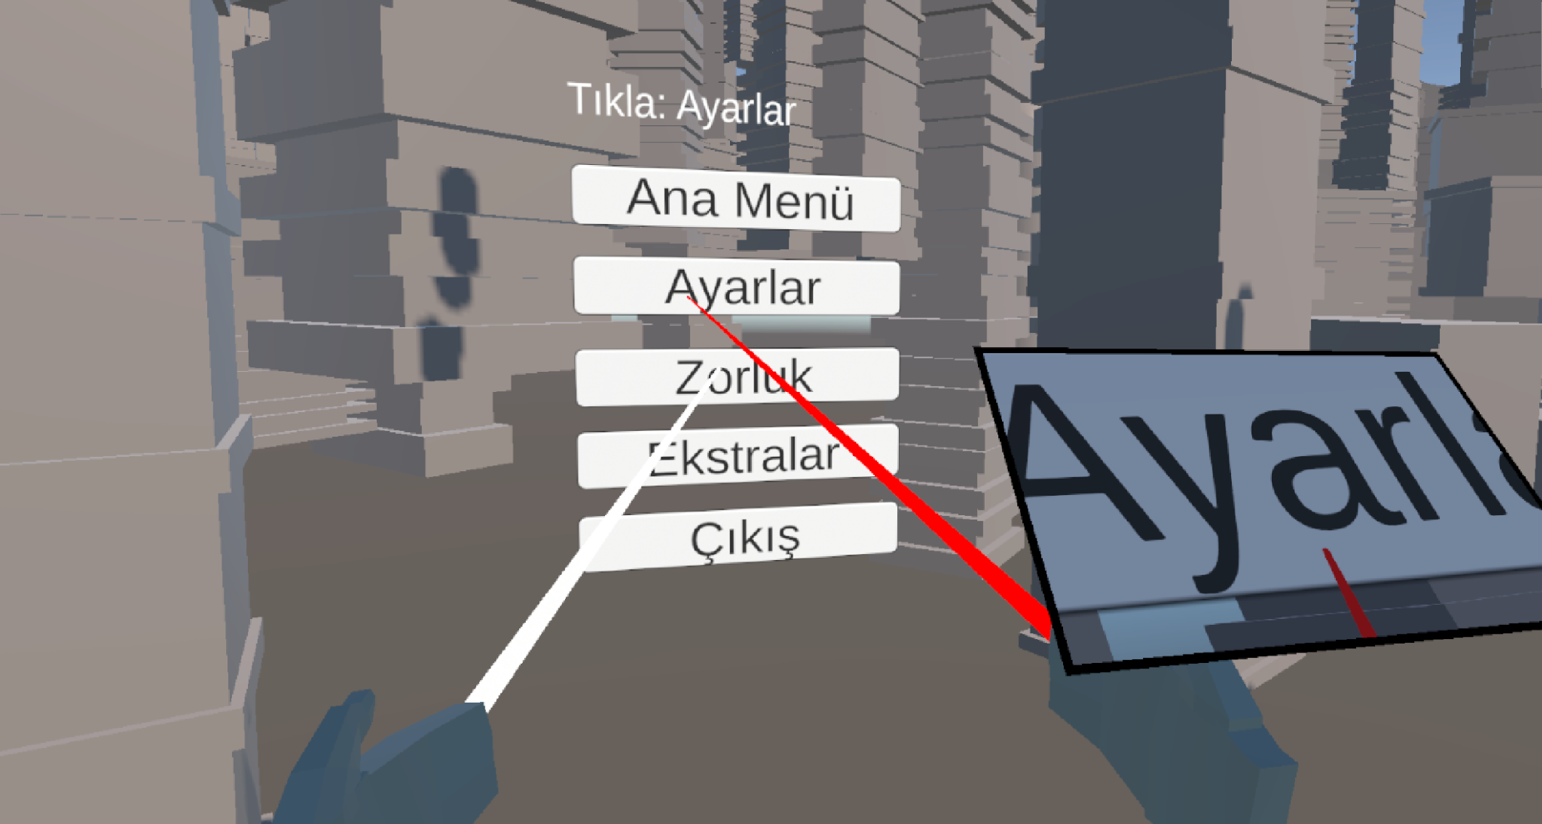 Tıkla: Ayarlar
Ana Menü
Ayarlar
Zorluk
Ekstralar
Çıkış
Ayarla